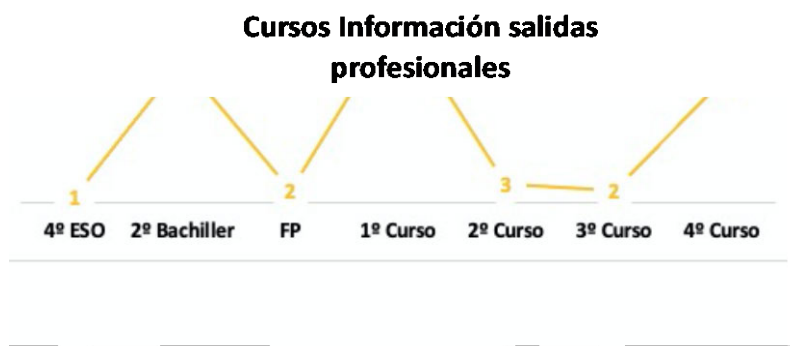 Cursos Información salidas
profesionales
1 2 3 2
4º ESO 2º Bachiller FP 1º Curso 2º Curso 3º Curso 4º Curso